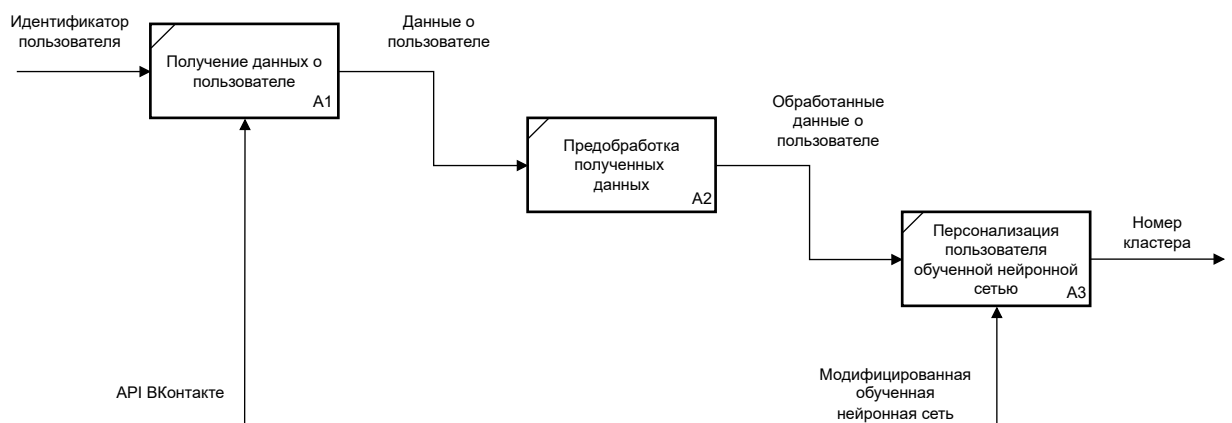 Идентификатор
пользователя
Данные о
пользователе
Получение данных о
пользователе
A1
Обработанные
данные о
пользователе
Предобработка
полученных
данных
A2
Персонализация
пользователя
обученной нейронной
сетью
A3
Номер
кластера
API ВКонтакте
Модифицированная
обученная
нейронная сеть